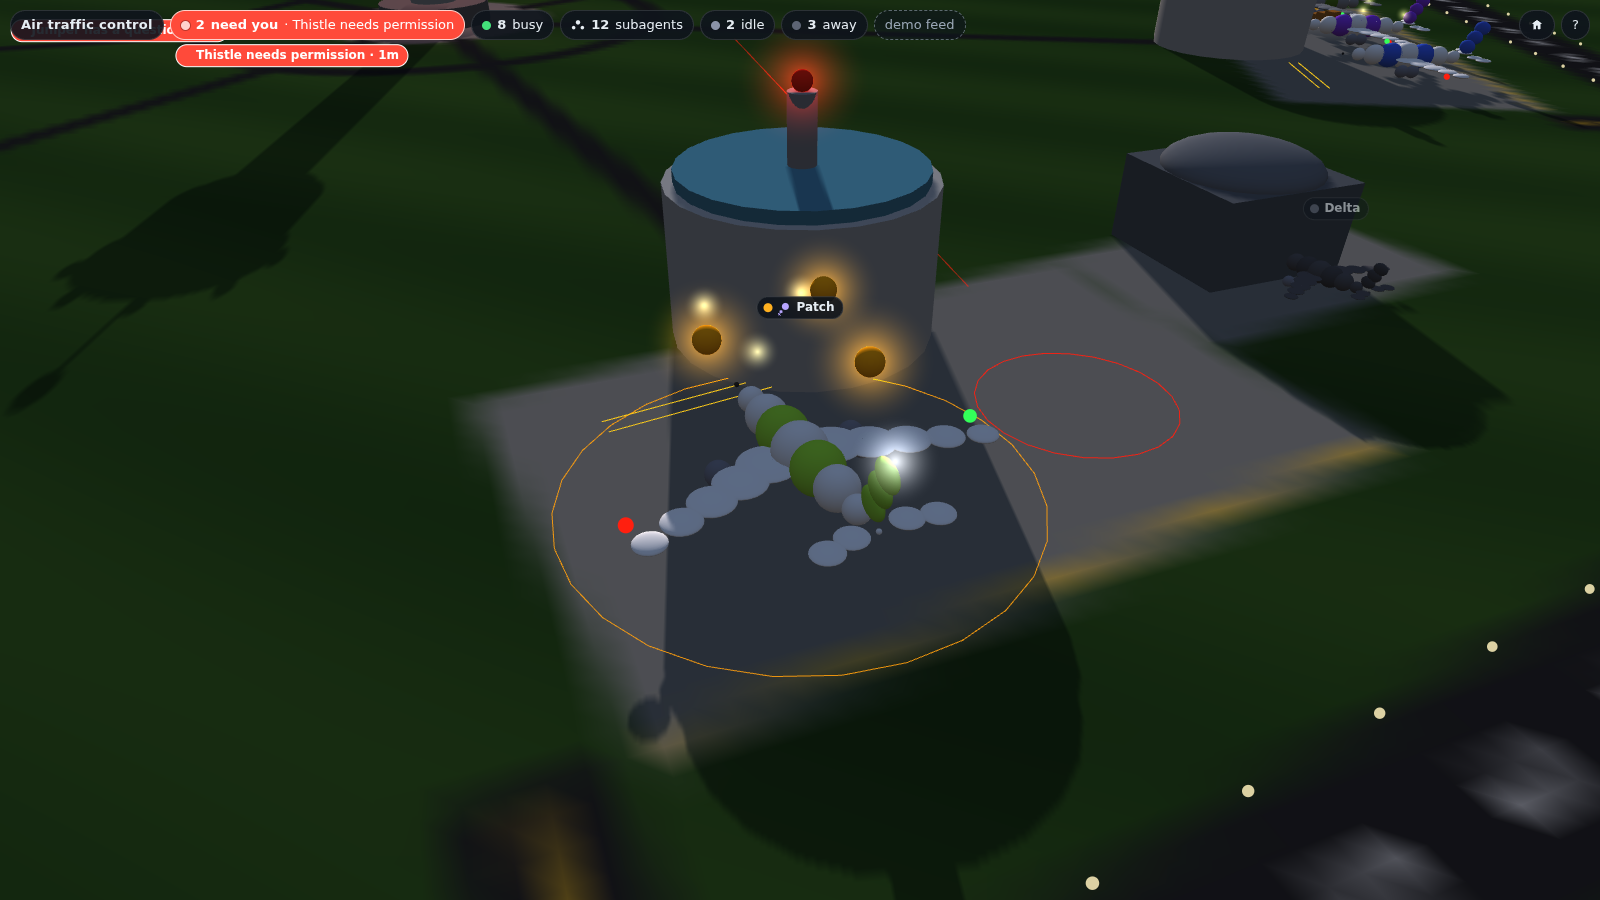 Air traffic control
2 need you · Thistle needs permission
8 busy
12 subagents
2 idle
3 away
demo feed
?
Thistle needs permission · 1m
Delta
Patch